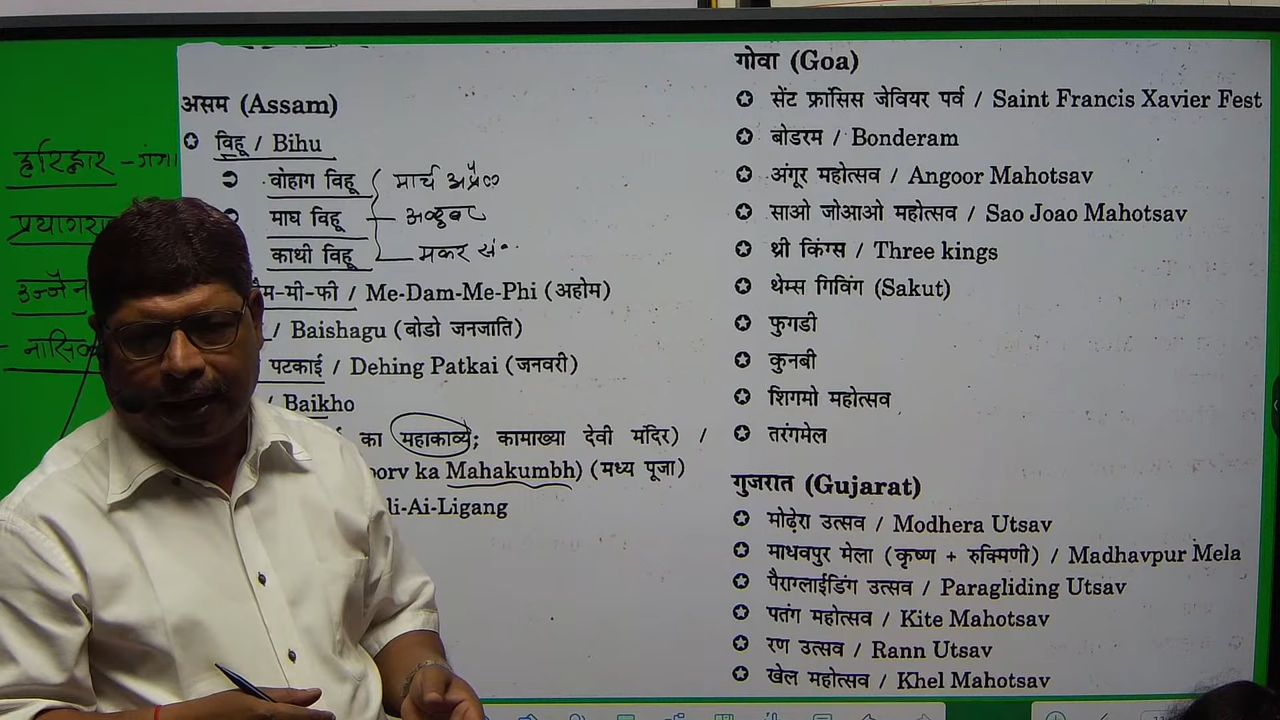 हरिद्वार - गंगा
प्रयागरा
उज्जैन
- नासिक
असम (Assam)
विहू / Bihu
वोहाग विहू मार्च अप्रैल
माघ विहू अक्टुबर
काथी विहू मकर सं॰
म-मी-फी / Me-Dam-Me-Phi (अहोम)
/ Baishagu (बोडो जनजाति)
पटकाई / Dehing Patkai (जनवरी)
/ Baikho
का महाकाव्ये; कामाख्या देवी मंदिर) /
oorv ka Mahakumbh) (मध्य पूजा)
li-Ai-Ligang
गोवा (Goa)
सेंट फ्रांसिस जेवियर पर्व / Saint Francis Xavier Fest
बोडरम / Bonderam
अंगूर महोत्सव / Angoor Mahotsav
साओ जोआओ महोत्सव / Sao Joao Mahotsav
थ्री किंग्स / Three kings
थेम्स गिविंग (Sakut)
फुगडी
कुनबी
शिगमो महोत्सव
तरंगमेल
गुजरात (Gujarat)
मोढ़ेरा उत्सव / Modhera Utsav
माधवपुर मेला (कृष्ण + रुक्मिणी) / Madhavpur Mela
पैराग्लाईडिंग उत्सव / Paragliding Utsav
पतंग महोत्सव / Kite Mahotsav
रण उत्सव / Rann Utsav
खेल महोत्सव / Khel Mahotsav